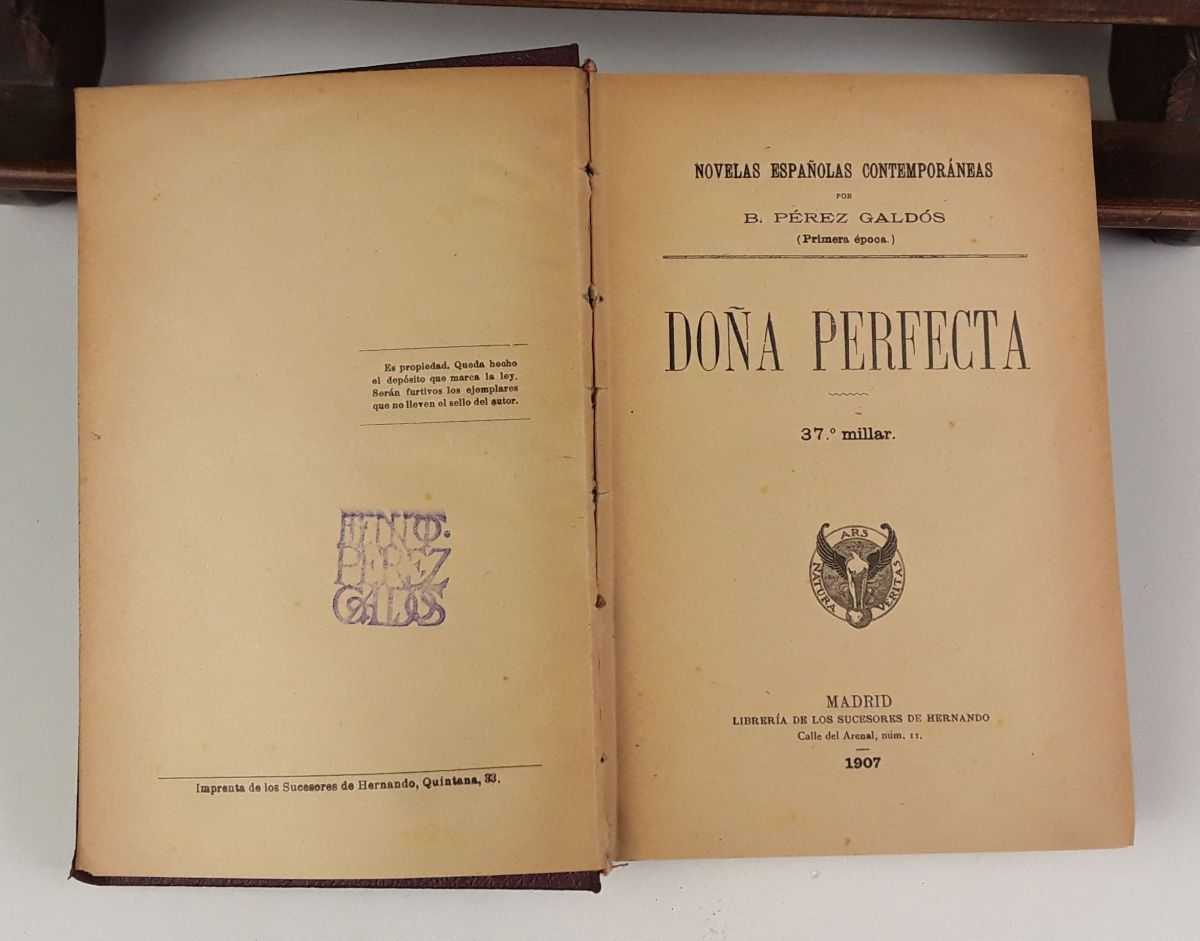 Es propiedad. Queda hecho
el depósito que marca la ley.
Serán furtivos los ejemplares
que no lleven el sello del autor.
PEREZ
GALDOS
Imprenta de los Sucesores de Hernando, Quintana, 33.
NOVELAS ESPAÑOLAS CONTEMPORÁNEAS
POR
B. PÉREZ GALDÓS
(Primera época.)
DOÑA PERFECTA
37.º millar.
ARS
NATURA
VERITAS
MADRID
LIBRERÍA DE LOS SUCESORES DE HERNANDO
Calle del Arenal, núm. 11.
1907